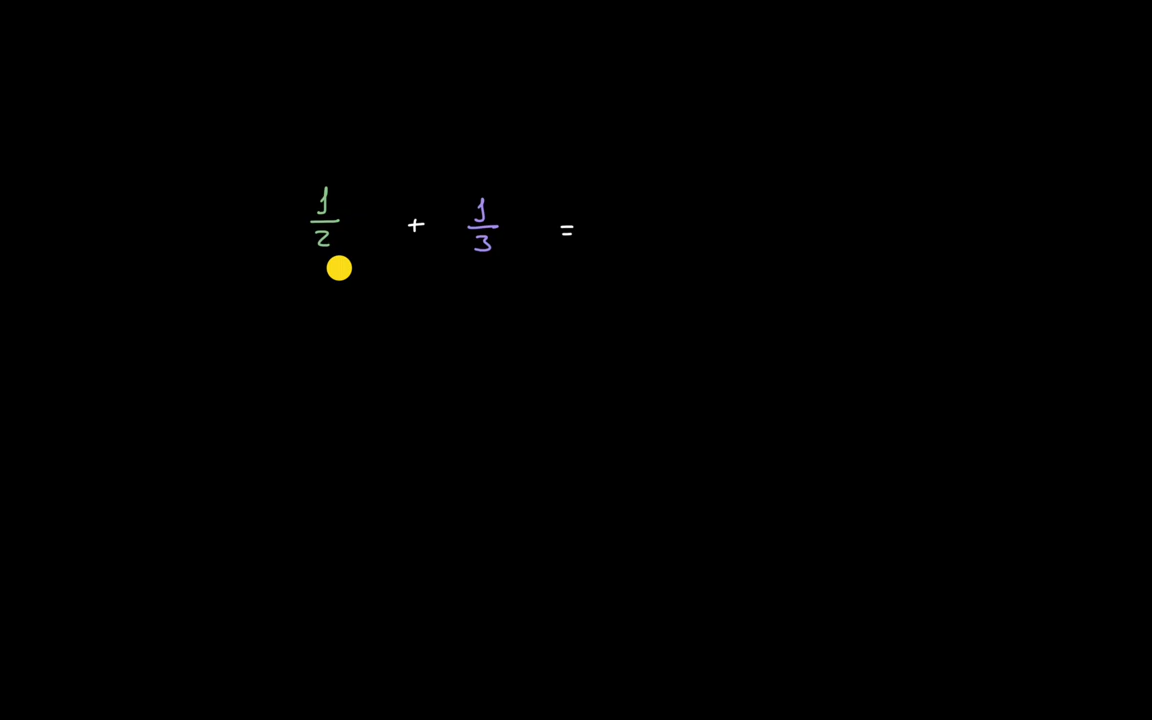 1/2 + 1/3 =